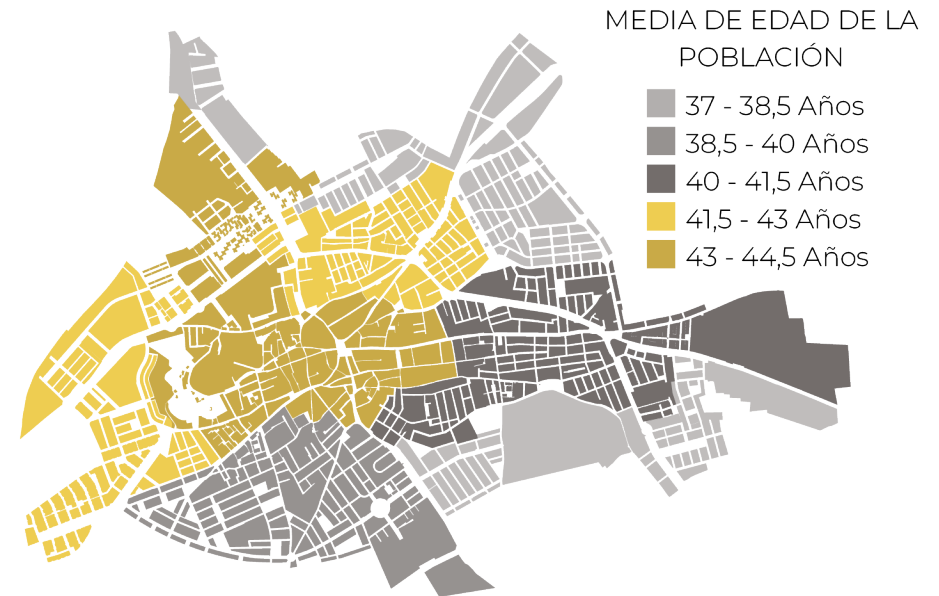 MEDIA DE EDAD DE LA
POBLACIÓN
37 - 38,5 Años
38,5 - 40 Años
40 - 41,5 Años
41,5 - 43 Años
43 - 44,5 Años